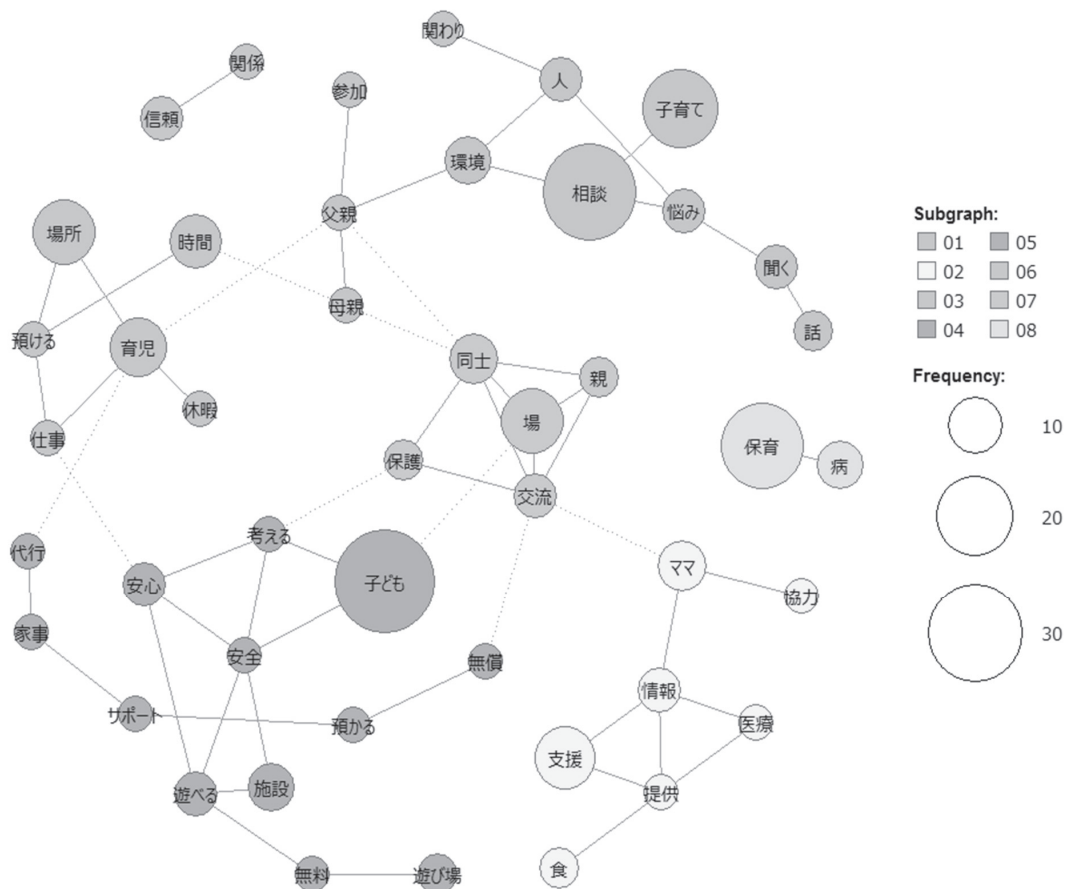 関わり
関係
人
参加
子育て
信頼
環境
相談
父親
悩み
場所
時間
聞く
母親
話
預ける
育児
同士
親
休暇
場
仕事
保護
保育
病
交流
考える
代行
安心
子ども
ママ
協力
家事
安全
無償
情報
サポート
預かる
医療
支援
施設
遊べる
提供
無料
遊び場
食
Subgraph:
01 05
02 06
03 07
04 08
Frequency:
10
20
30